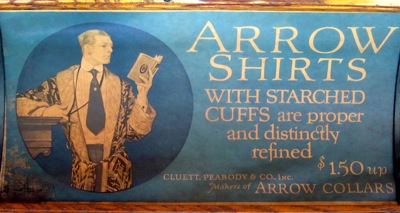 ARROW
SHIRTS
WITH STARCHED
CUFFS are proper
and distinctly
refined
$1.50 up
CLUETT, PEABODY & CO., INC.
Makers of ARROW COLLARS